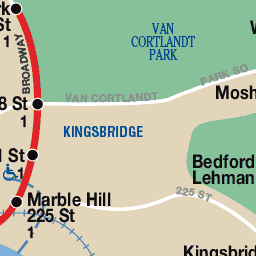 rk
St
1
BROADWAY
VAN
CORTLANDT
PARK
W
PARK SO
VAN CORTLANDT
Mosh
8 St
1
KINGSBRIDGE
1 St
1
Bedford
Lehman
225 ST
Marble Hill
225 St
1
Kingsbrid